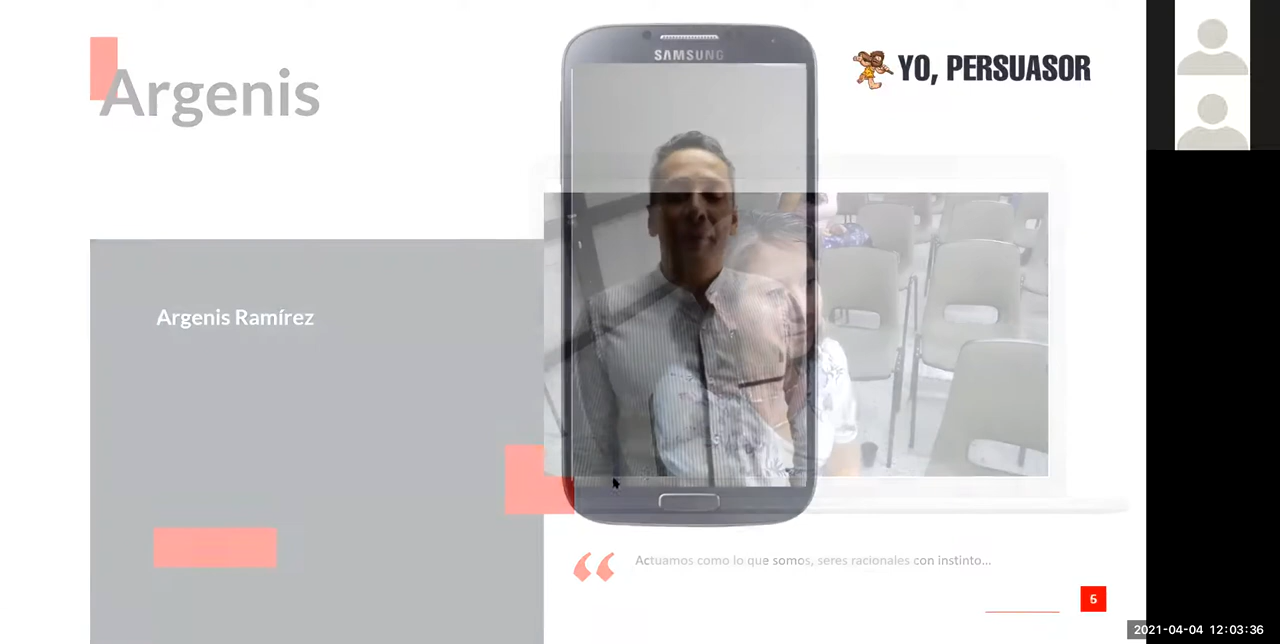 Argenis
SAMSUNG
YO, PERSUASOR
Argenis Ramírez
Actuamos como lo que somos, seres racionales con instinto...
6
2021-04-04 12:03:36